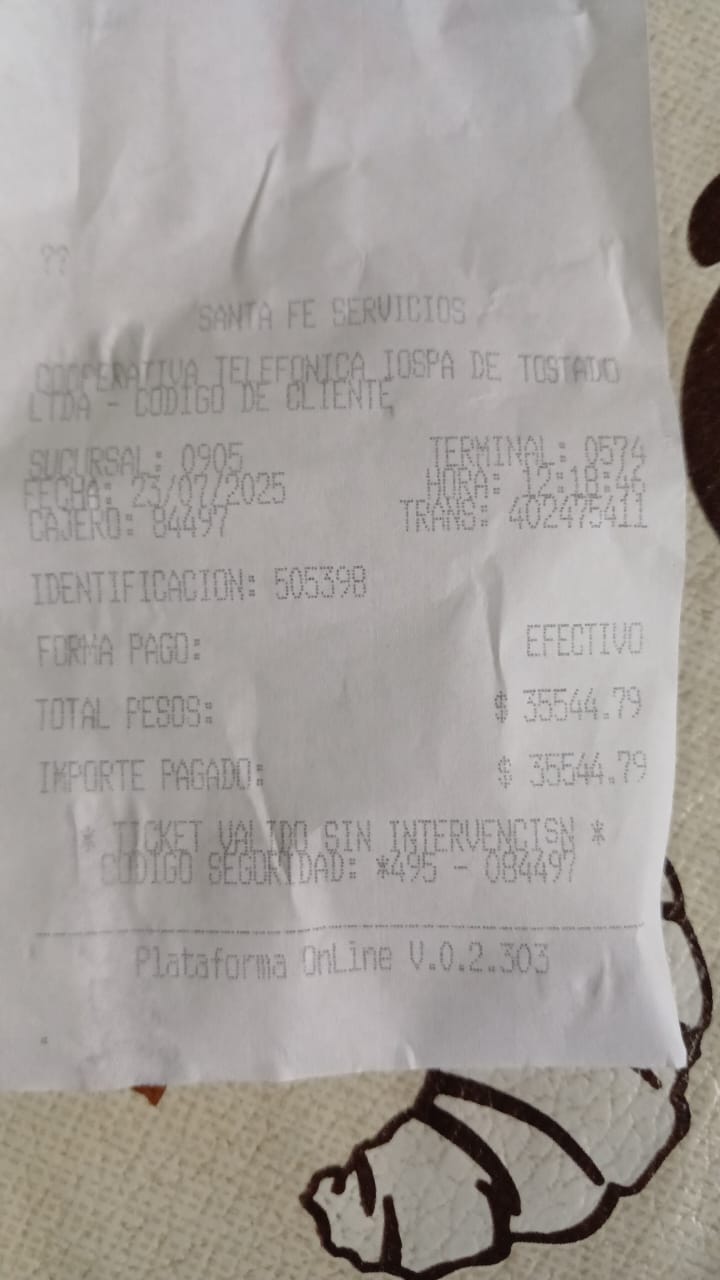 ??
SANTA FE SERVICIOS
COOPERATIVA TELEFONICA IOSPA DE TOSTADO
LTDA - CODIGO DE CLIENTE
SUCURSAL: 0905 TERMINAL: 0574
FECHA: 23/07/2025 HORA: 12:18:46
CAJERO: 84497 TRANS: 402475411
IDENTIFICACION: 505398
FORMA PAGO: EFECTIVO
TOTAL PESOS: $ 35544.79
IMPORTE PAGADO: $ 35544.79
* TICKET VALIDO SIN INTERVENCISN *
CODIGO SEGURIDAD: *495 - 084497
Plataforma OnLine V.0.2.303